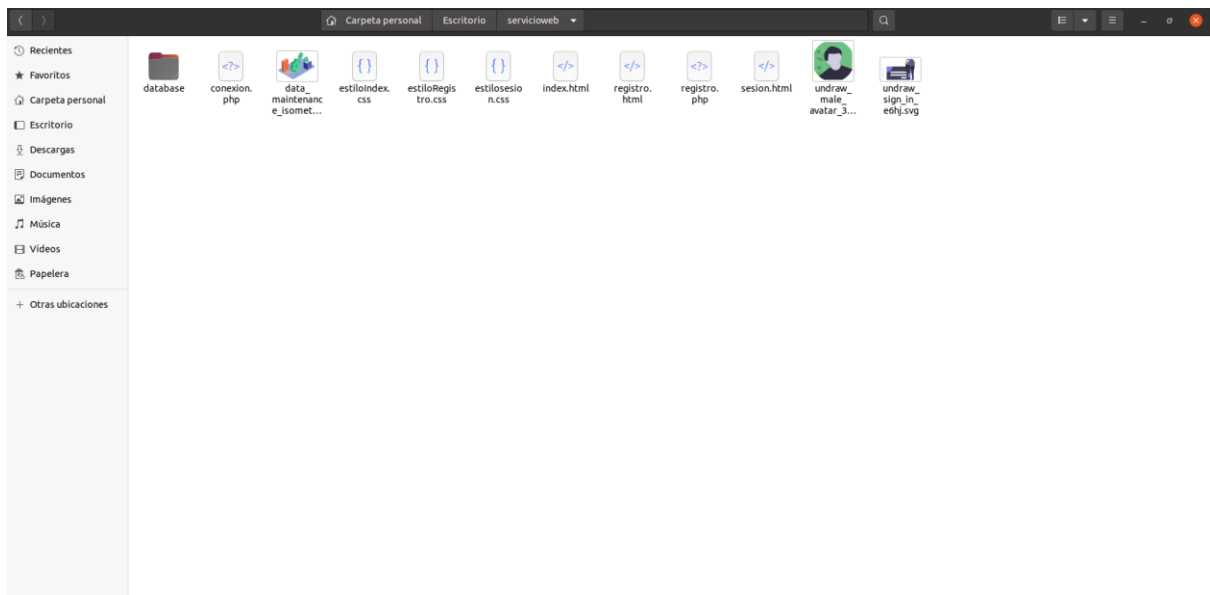 Carpeta personal Escritorio servicioweb
Recientes
Favoritos
Carpeta personal
Escritorio
Descargas
Documentos
Imágenes
Música
Vídeos
Papelera
+ Otras ubicaciones
database
conexion.
php
data_
maintenanc
e_isomet...
estiloIndex.
css
estiloRegis
tro.css
estilosesio
n.css
index.html
registro.
html
registro.
php
sesion.html
undraw_
male_
avatar_3...
undraw_
sign_in_
e6hj.svg